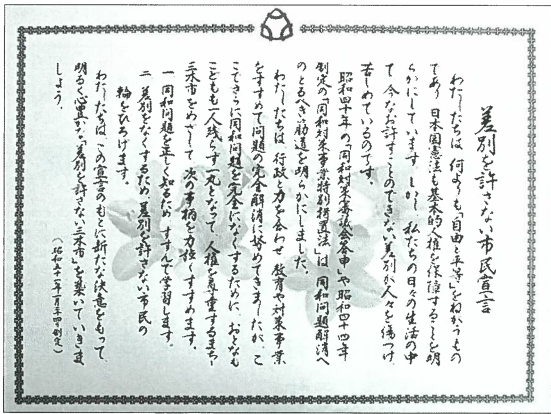 差別を許さない市民宣言
わたしたちは何よりも「自由と平等」をねがうもの
であり 日本国憲法も基本的人権を保障することを明
らかにしています しかし 私たちの日々の生活の中
で 今なお許すことのできない差別が人々を傷つけ
苦しめているのです。
昭和四十年の「同和対策審議会答申」や昭和四十四年
制定の「同和対策事業特別措置法」は 同和問題解消へ
のとるべき筋道を明らかにしました。
わたしたちは 行政と力を合わせ 教育や対策事業
をすすめて問題の完全解消に努めてきましたが、こ
こでさらに同和問題を完全になくするために、おとなも
こどもも一人残らず一丸となって、人権を尊重するまち
三木市をめざして 次の事柄を力強くすすめます。
一 同和問題を正しく知るため すすんで学習します。
二 差別をなくするため 差別を許さない市民の
輪をひろげます。
わたしたちは この宣言のもとに新たな決意をもって、
明るく心豊かな「差別を許さない三木市」を築いていきま
しょう。